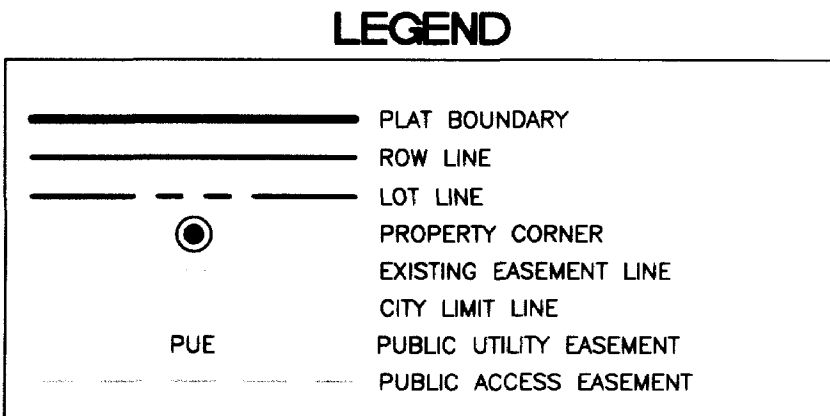 LEGEND
PLAT BOUNDARY
ROW LINE
LOT LINE
PROPERTY CORNER
EXISTING EASEMENT LINE
CITY LIMIT LINE
PUE PUBLIC UTILITY EASEMENT
PUBLIC ACCESS EASEMENT